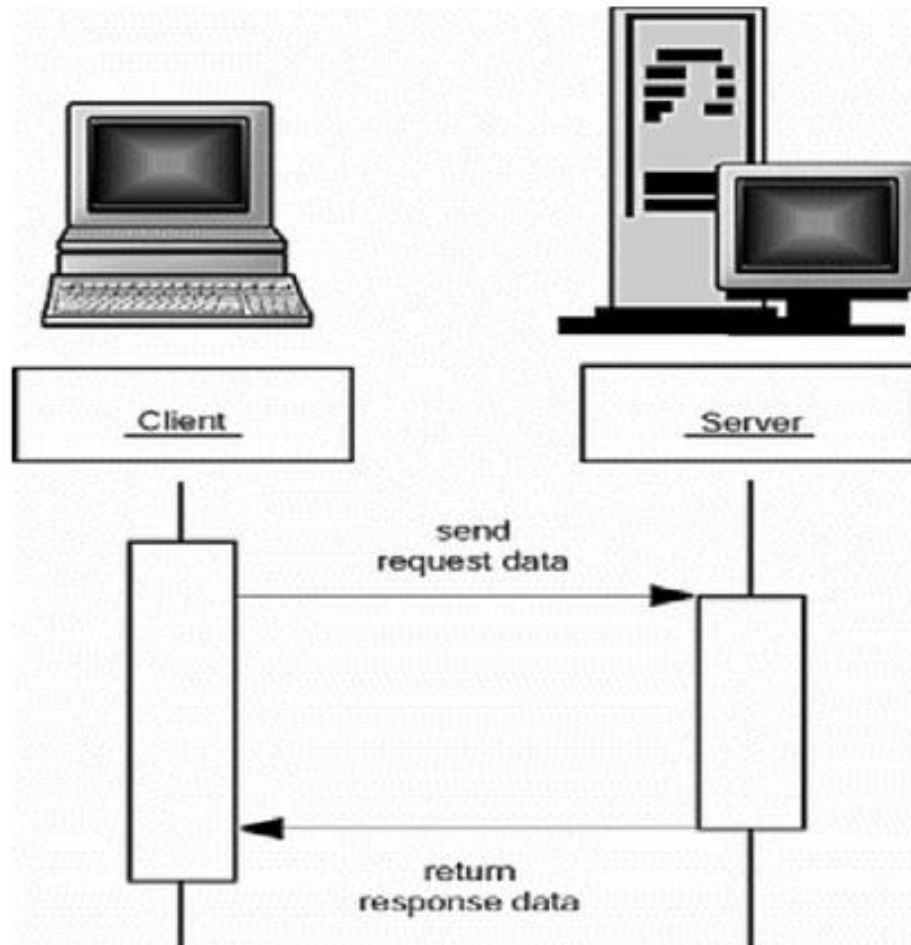 Client
Server
send
request data
return
response data